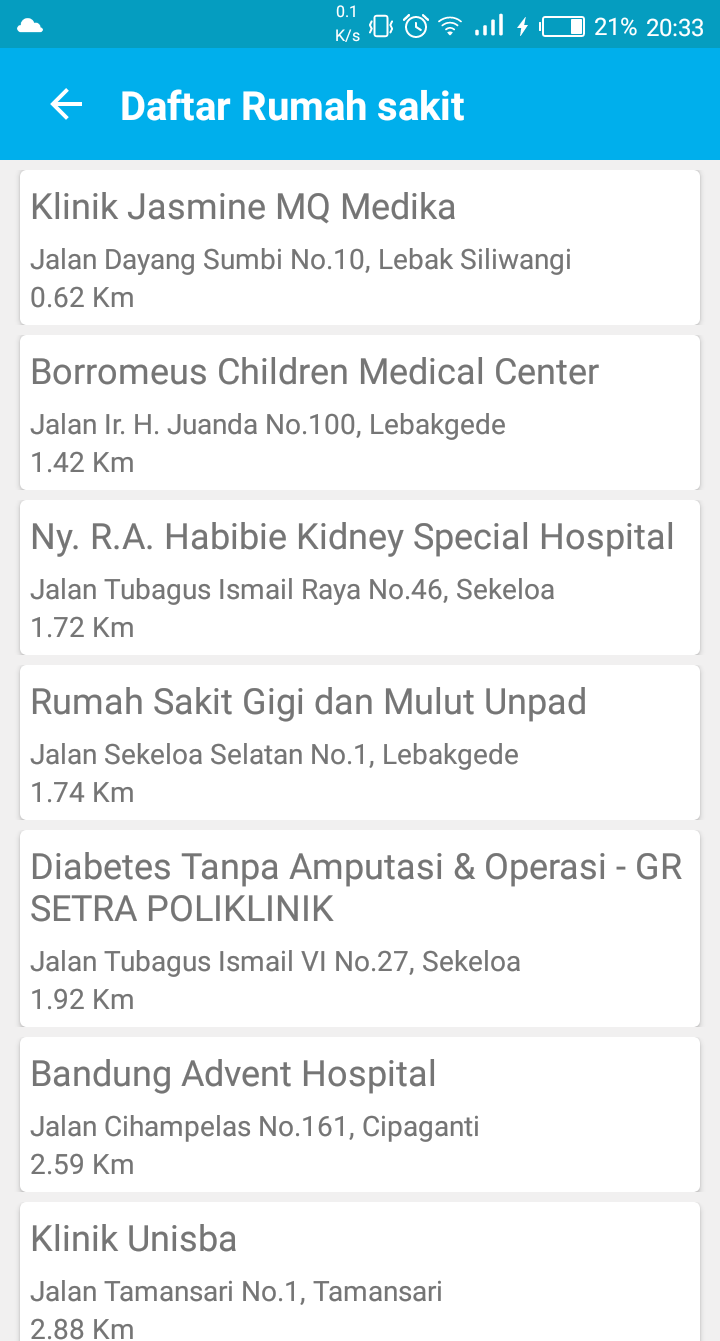 0.1
K/s
21% 20:33
Daftar Rumah sakit
Klinik Jasmine MQ Medika
Jalan Dayang Sumbi No.10, Lebak Siliwangi
0.62 Km
Borromeus Children Medical Center
Jalan Ir. H. Juanda No.100, Lebakgede
1.42 Km
Ny. R.A. Habibie Kidney Special Hospital
Jalan Tubagus Ismail Raya No.46, Sekeloa
1.72 Km
Rumah Sakit Gigi dan Mulut Unpad
Jalan Sekeloa Selatan No.1, Lebakgede
1.74 Km
Diabetes Tanpa Amputasi & Operasi - GR
SETRA POLIKLINIK
Jalan Tubagus Ismail VI No.27, Sekeloa
1.92 Km
Bandung Advent Hospital
Jalan Cihampelas No.161, Cipaganti
2.59 Km
Klinik Unisba
Jalan Tamansari No.1, Tamansari
2.88 Km